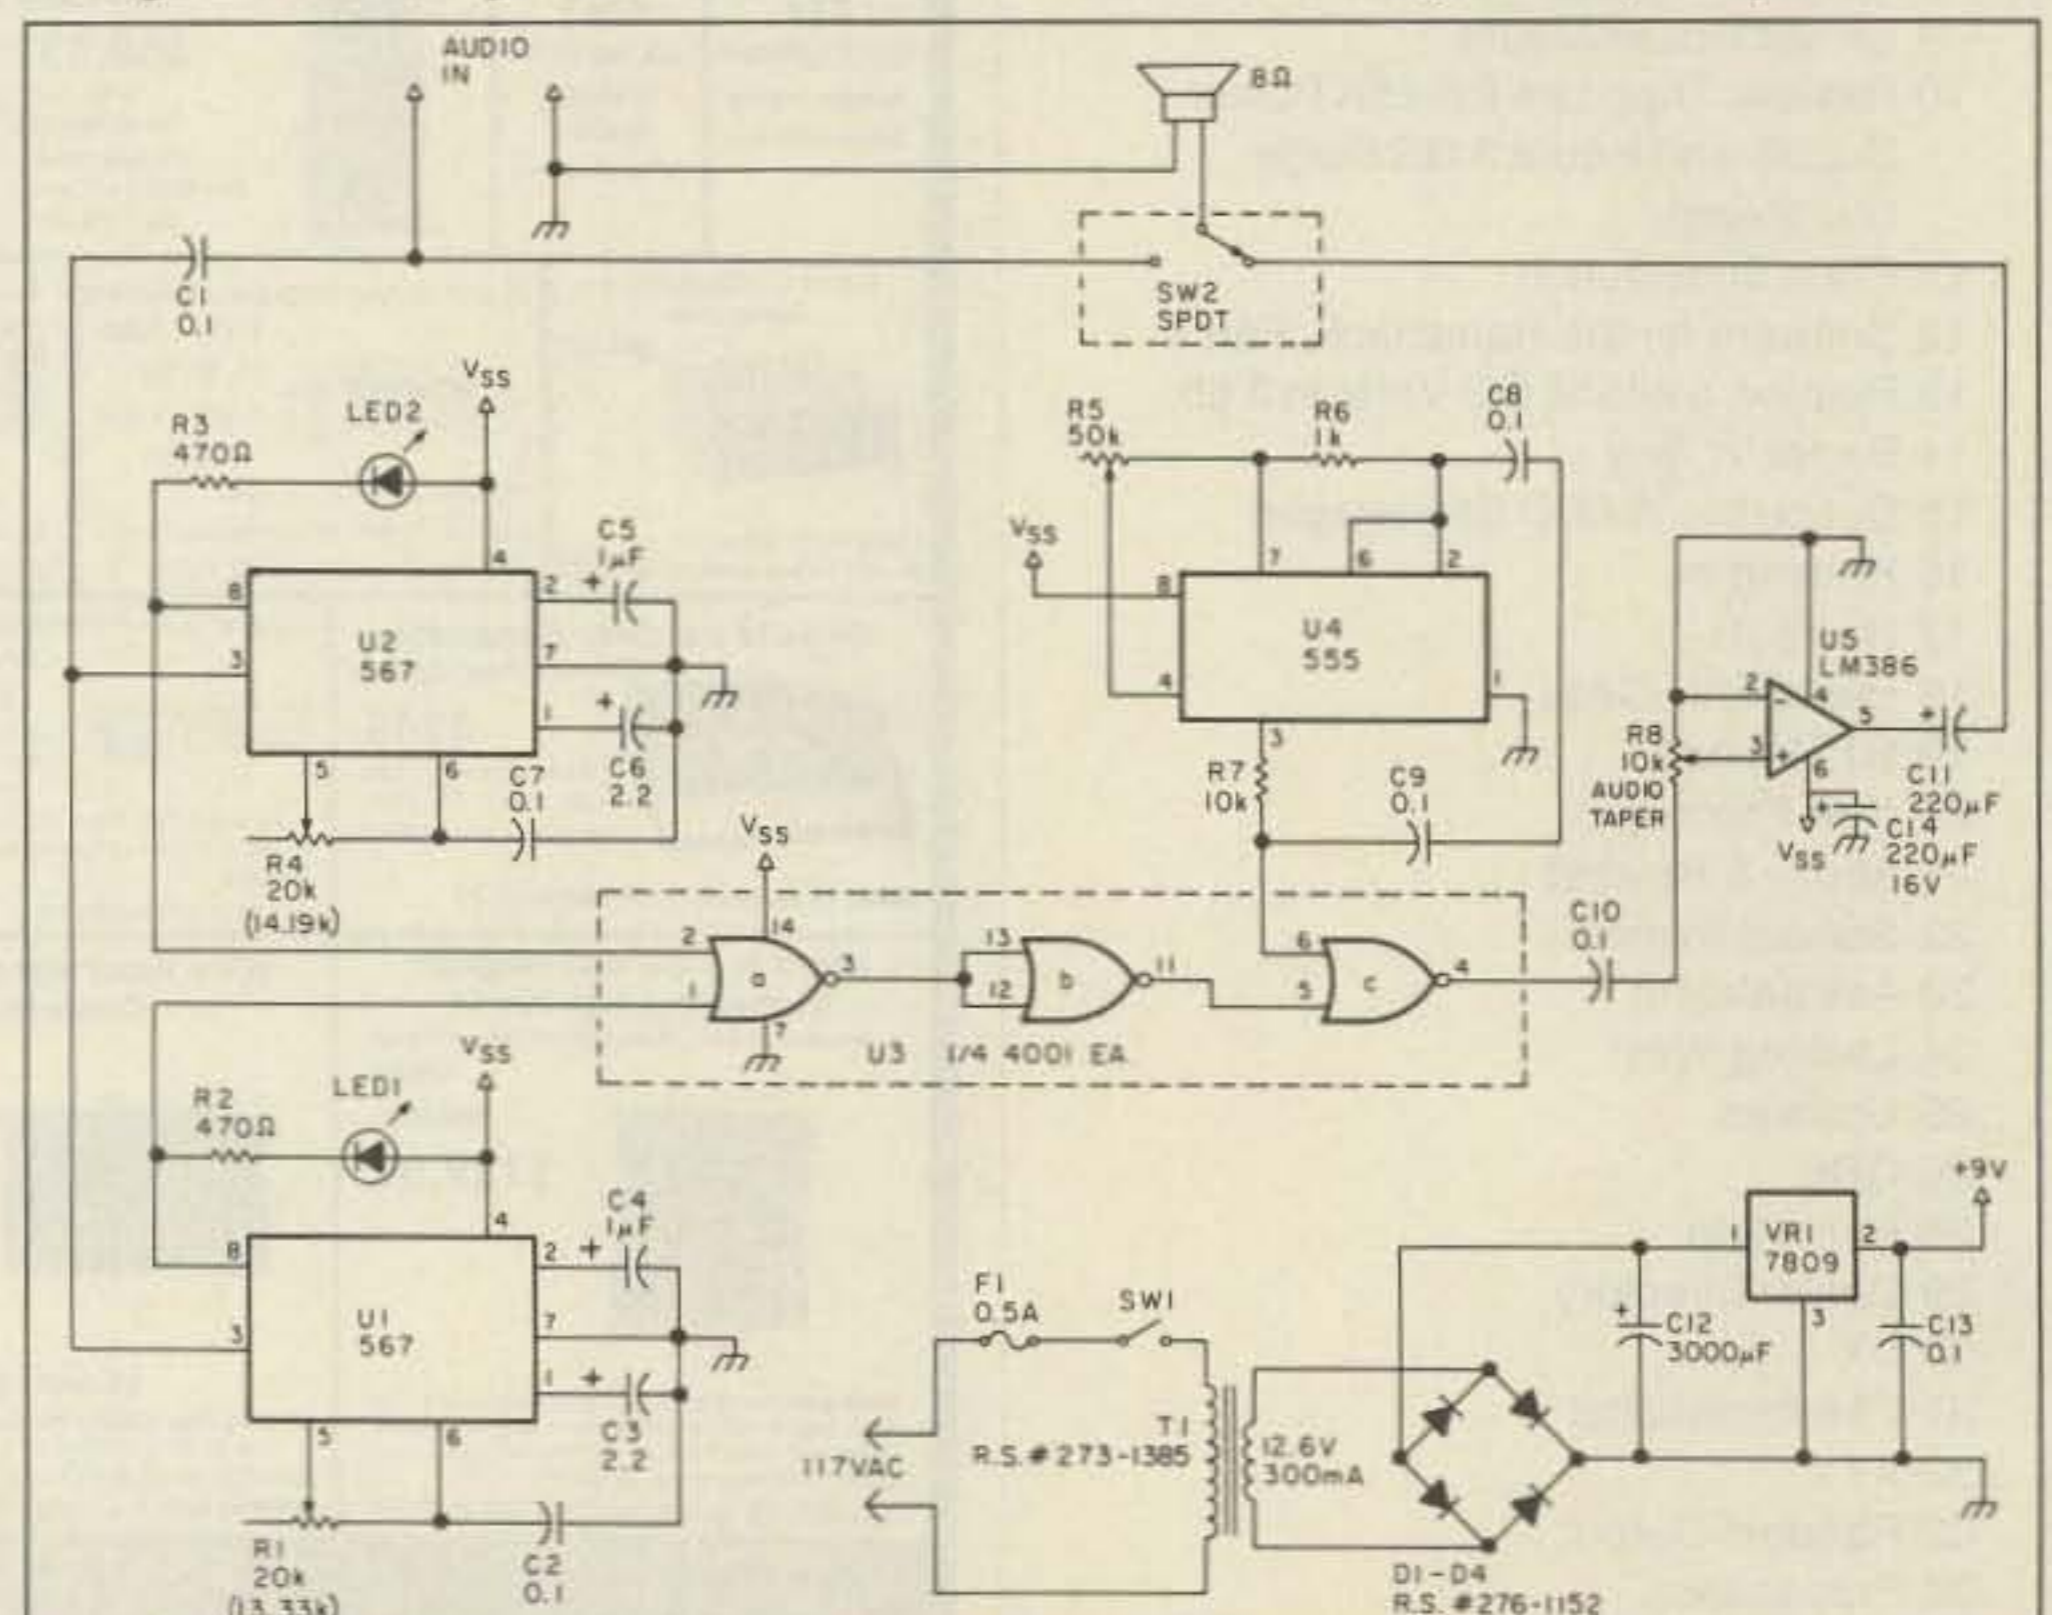 AUDIO
IN
8Ω
C1
0.1
SW2
SPDT
VSS
LED2
R3
470Ω
C5
1µF
+
4
8
2
U2
567
3
7
1
+
5
6
C7
0.1
C6
2.2
R4
20k
(14.19k)
R5
50k
R6
1k
C8
0.1
VSS
7
6
2
8
U4
555
4
1
3
R7
10k
C9
0.1
U5
LM386
2
-
4
5
+
R8
10k
AUDIO
TAPER
3
+
6
C11
220µF
+
VSS
C14
220µF
16V
VSS
2
14
a
3
1
7
13
12
b
11
6
5
c
4
C10
0.1
U3 1/4 4001 EA.
VSS
LED1
R2
470Ω
C4
1µF
+
4
8
2
U1
567
3
7
1
+
5
6
C3
2.2
R1
20k
(13.33k)
C2
0.1
F1
0.5A
SW1
117VAC
T1
R.S.#273-1385
12.6V
300mA
D1-D4
R.S.#276-1152
+
C12
3000µF
1
VR1
7809
2
3
+9V
C13
0.1